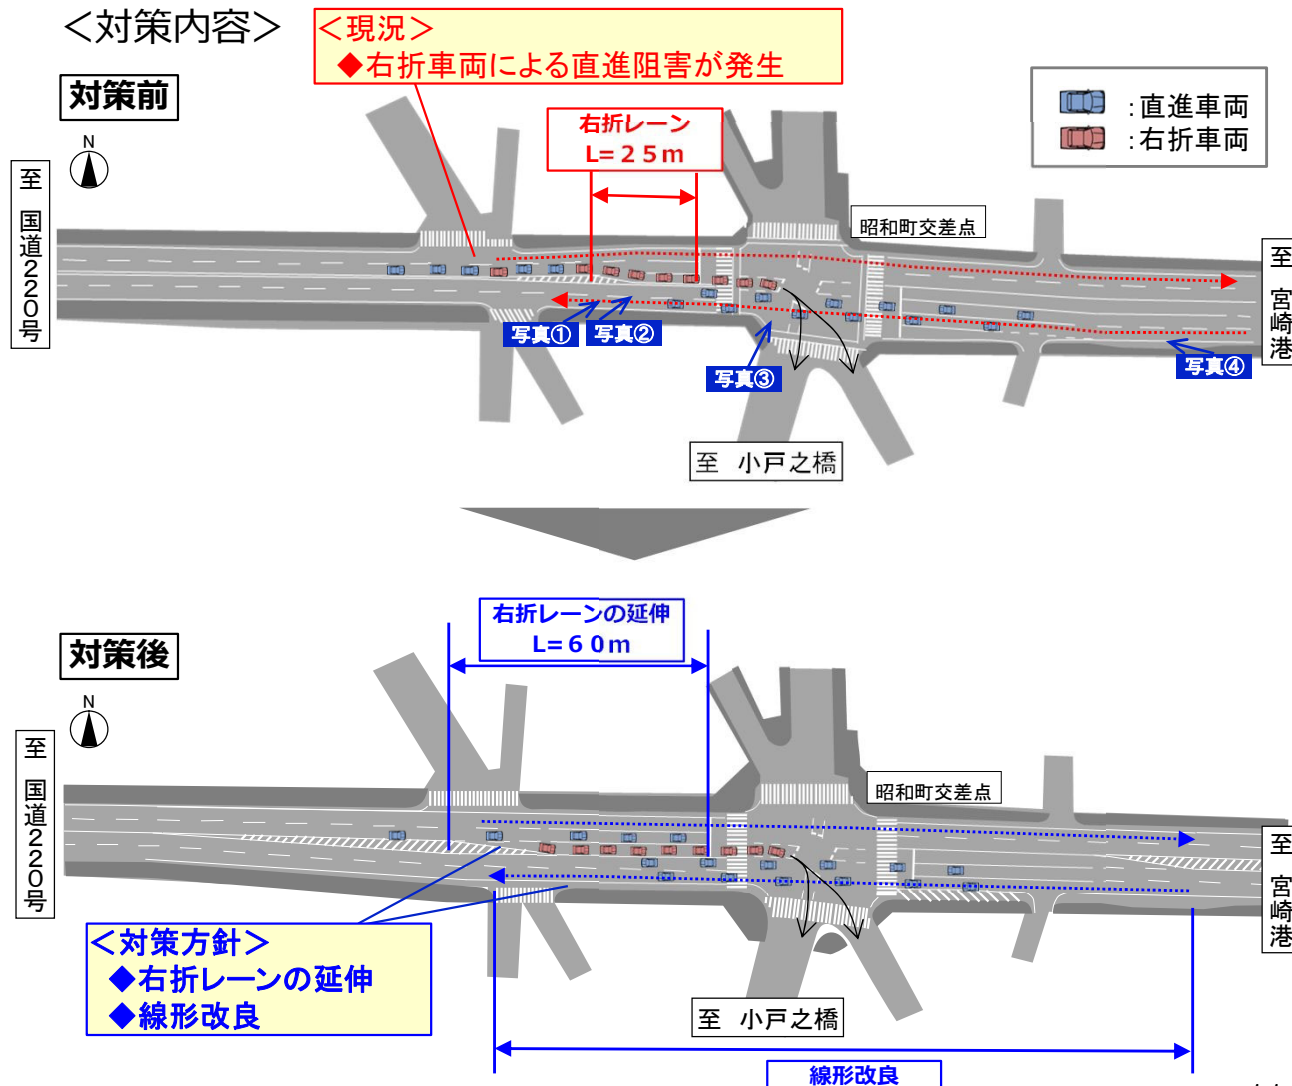 ＜対策内容＞
＜現況＞
◆右折車両による直進阻害が発生
対策前
：直進車両
：右折車両
N
右折レーン
L=２５ｍ
至 国道220号
昭和町交差点
至 宮崎港
写真①
写真②
写真③
写真④
至 小戸之橋
右折レーンの延伸
L=６０ｍ
対策後
N
至 国道220号
昭和町交差点
至 宮崎港
＜対策方針＞
◆右折レーンの延伸
◆線形改良
至 小戸之橋
線形改良